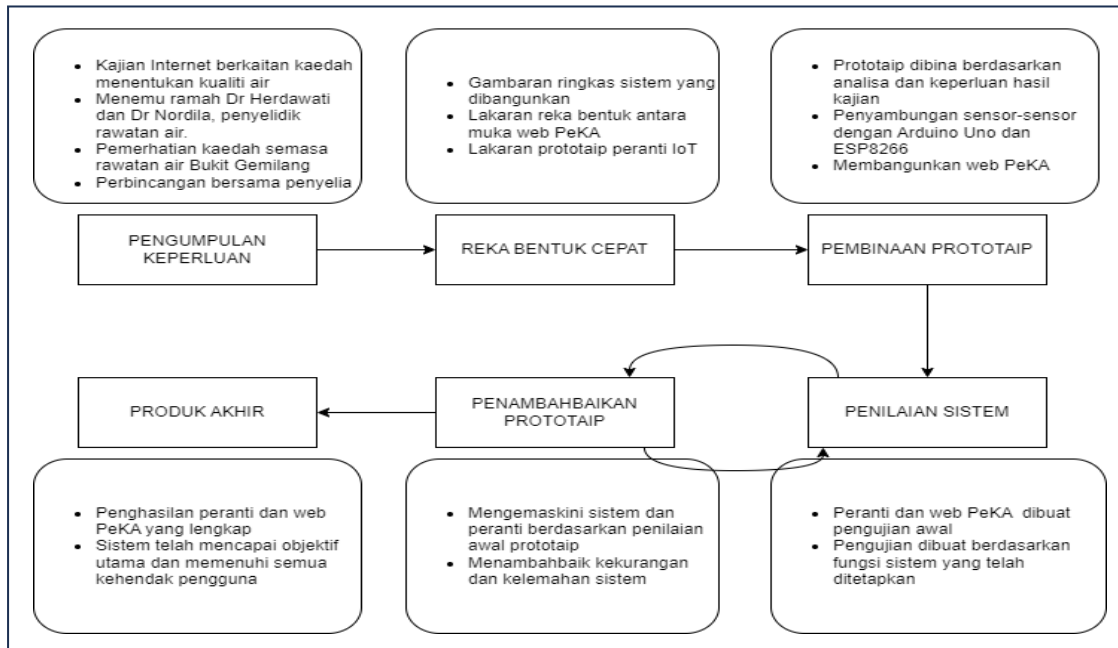 Kajian Internet berkaitan kaedah
menentukan kualiti air
Menemu ramah Dr Herdawati
dan Dr Nordila, penyelidik
rawatan air.
Pemerhatian kaedah semasa
rawatan air Bukit Gemilang
Perbincangan bersama penyelia
Gambaran ringkas sistem yang
dibangunkan
Lakaran reka bentuk antara
muka web PeKA
Lakaran prototaip peranti IoT
Prototaip dibina berdasarkan
analisa dan keperluan hasil
kajian
Penyambungan sensor-sensor
dengan Arduino Uno dan
ESP8266
Membangunkan web PeKA
PENGUMPULAN
KEPERLUAN
REKA BENTUK CEPAT
PEMBINAAN PROTOTAIP
PENILAIAN SISTEM
PENAMBAHBAIKAN
PROTOTAIP
PRODUK AKHIR
Peranti dan web PeKA dibuat
pengujian awal
Pengujian dibuat berdasarkan
fungsi sistem yang telah
ditetapkan
Mengemaskini sistem dan
peranti berdasarkan penilaian
awal prototaip
Menambahbaik kekurangan
dan kelemahan sistem
Penghasilan peranti dan web
PeKA yang lengkap
Sistem telah mencapai objektif
utama dan memenuhi semua
kehendak pengguna